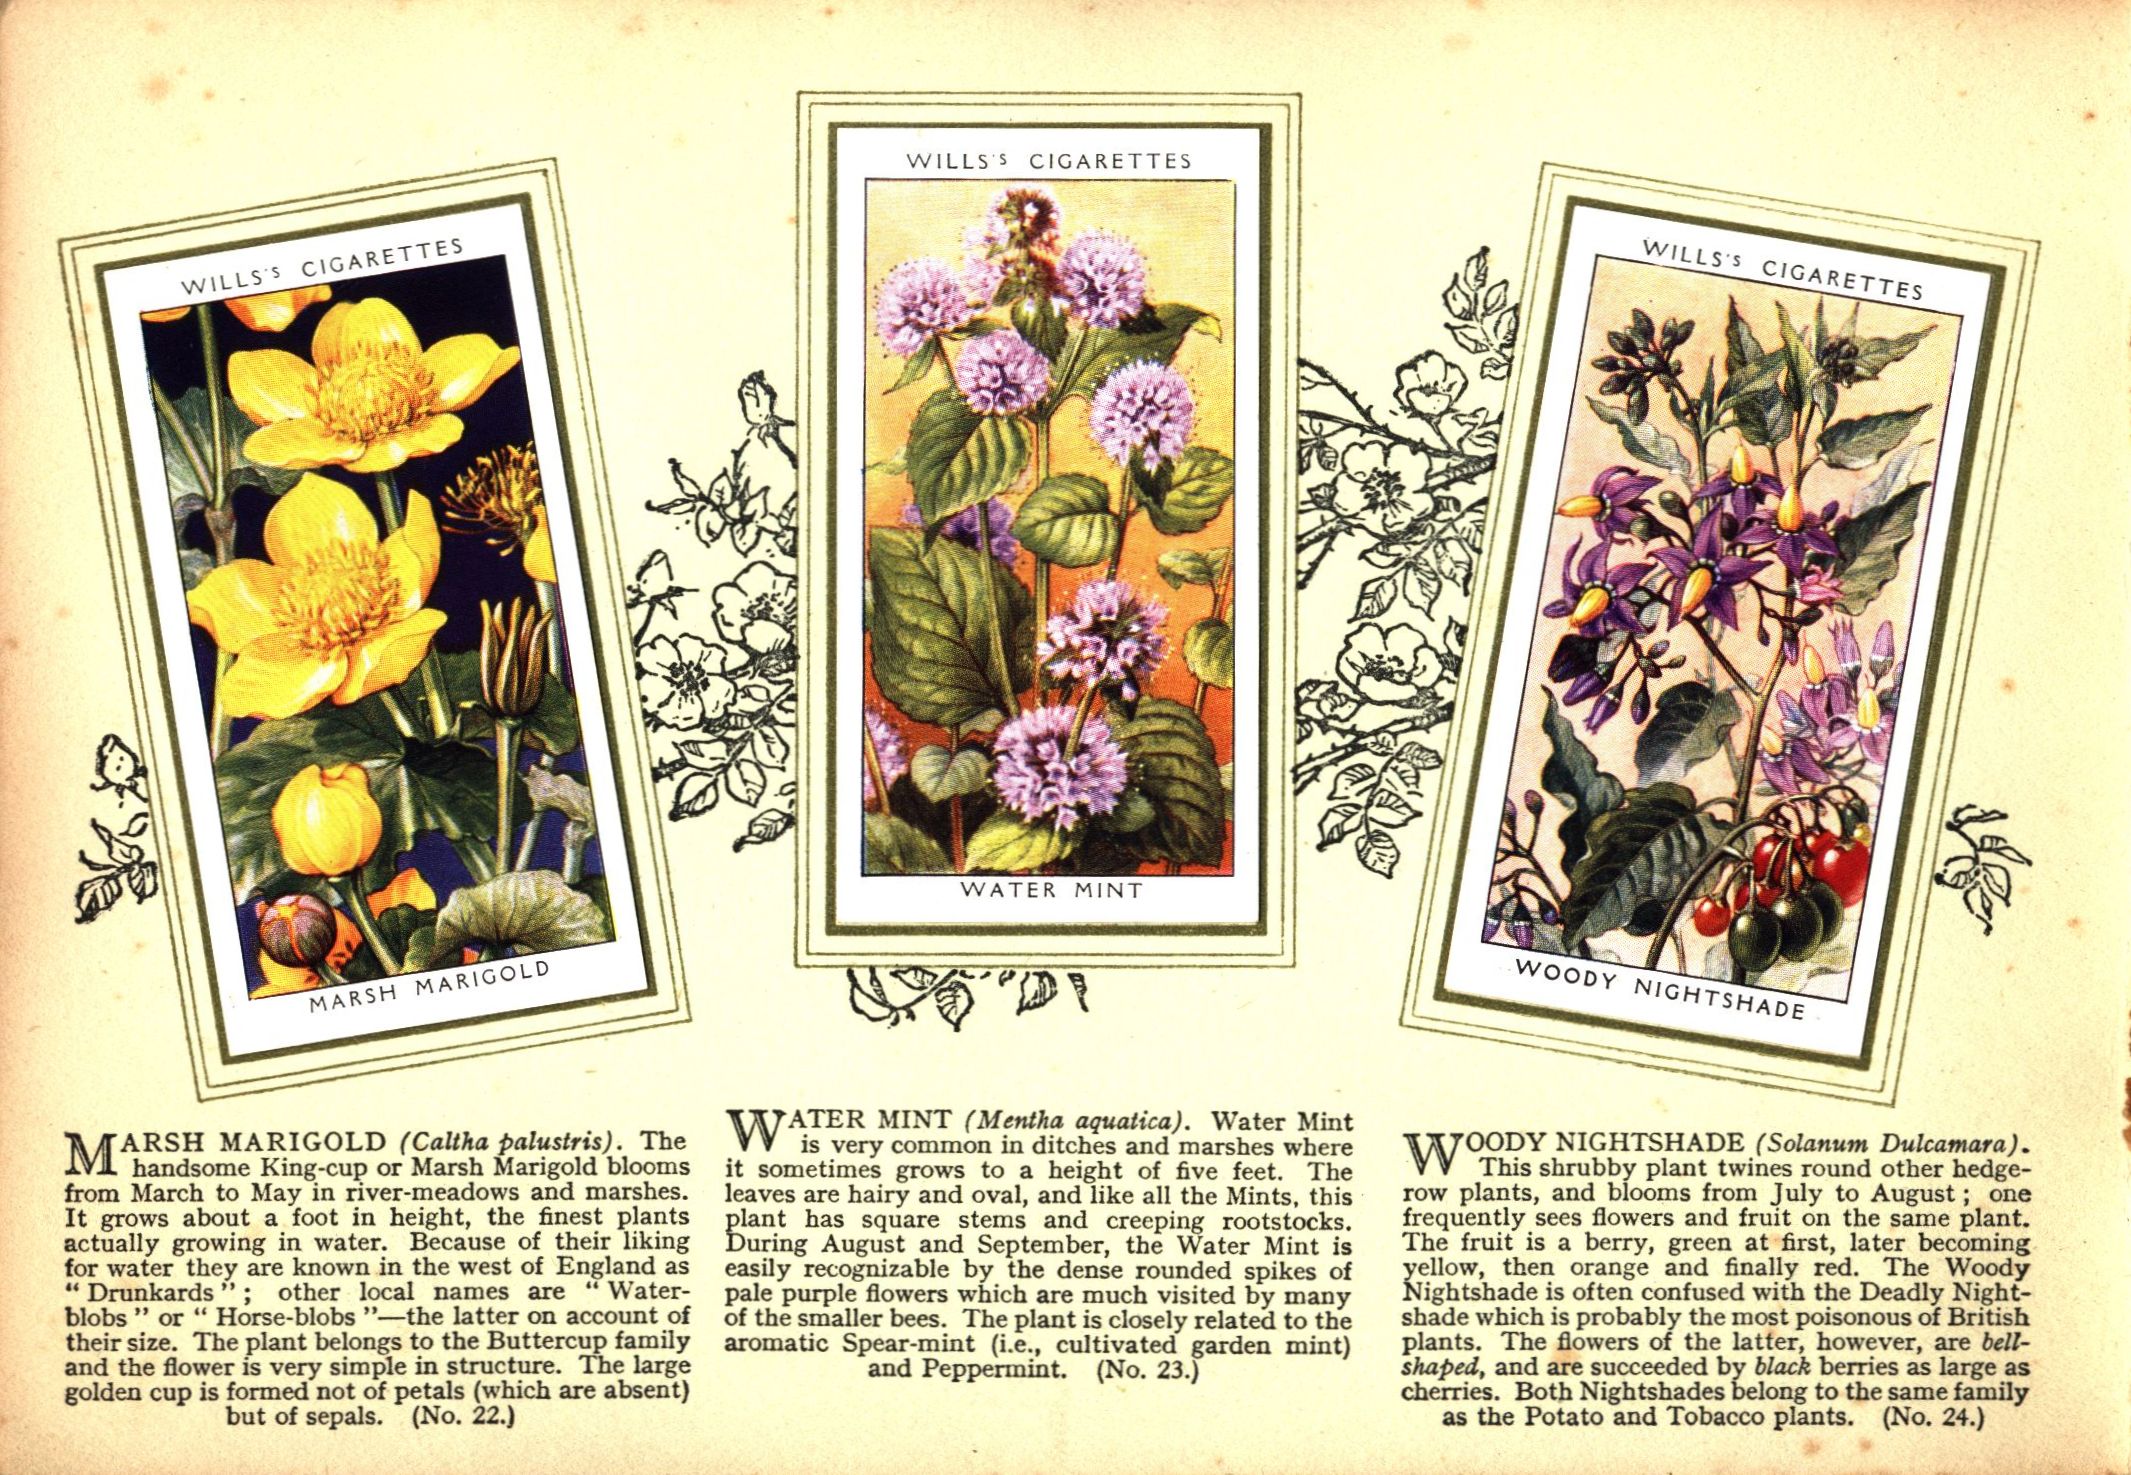 WILLS'S CIGARETTES
MARSH MARIGOLD
WILLS'S CIGARETTES
WATER MINT
WILLS'S CIGARETTES
WOODY NIGHTSHADE
MARSH MARIGOLD (Caltha palustris). The
handsome King-cup or Marsh Marigold blooms
from March to May in river-meadows and marshes.
It grows about a foot in height, the finest plants
actually growing in water. Because of their liking
for water they are known in the west of England as
“ Drunkards ” ; other local names are “ Water-
blobs ” or “ Horse-blobs ”—the latter on account of
their size. The plant belongs to the Buttercup family
and the flower is very simple in structure. The large
golden cup is formed not of petals (which are absent)
but of sepals. (No. 22.)
WATER MINT (Mentha aquatica). Water Mint
is very common in ditches and marshes where
it sometimes grows to a height of five feet. The
leaves are hairy and oval, and like all the Mints, this
plant has square stems and creeping rootstocks.
During August and September, the Water Mint is
easily recognizable by the dense rounded spikes of
pale purple flowers which are much visited by many
of the smaller bees. The plant is closely related to the
aromatic Spear-mint (i.e., cultivated garden mint)
and Peppermint. (No. 23.)
WOODY NIGHTSHADE (Solanum Dulcamara).
This shrubby plant twines round other hedge-
row plants, and blooms from July to August ; one
frequently sees flowers and fruit on the same plant.
The fruit is a berry, green at first, later becoming
yellow, then orange and finally red. The Woody
Nightshade is often confused with the Deadly Night-
shade which is probably the most poisonous of British
plants. The flowers of the latter, however, are bell-
shaped, and are succeeded by black berries as large as
cherries. Both Nightshades belong to the same family
as the Potato and Tobacco plants. (No. 24.)